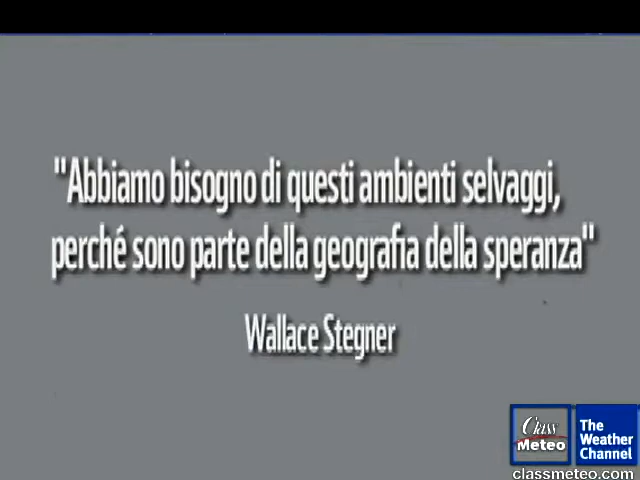 "Abbiamo bisogno di questi ambienti selvaggi,
perché sono parte della geografia della speranza"
Wallace Stegner
Class
Meteo
The
Weather
Channel
classmeteo.com